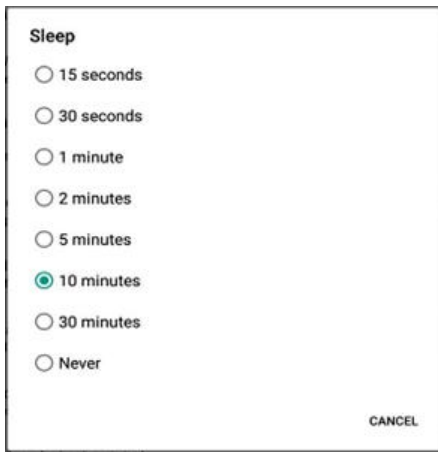 Sleep
15 seconds
30 seconds
1 minute
2 minutes
5 minutes
10 minutes
30 minutes
Never
CANCEL